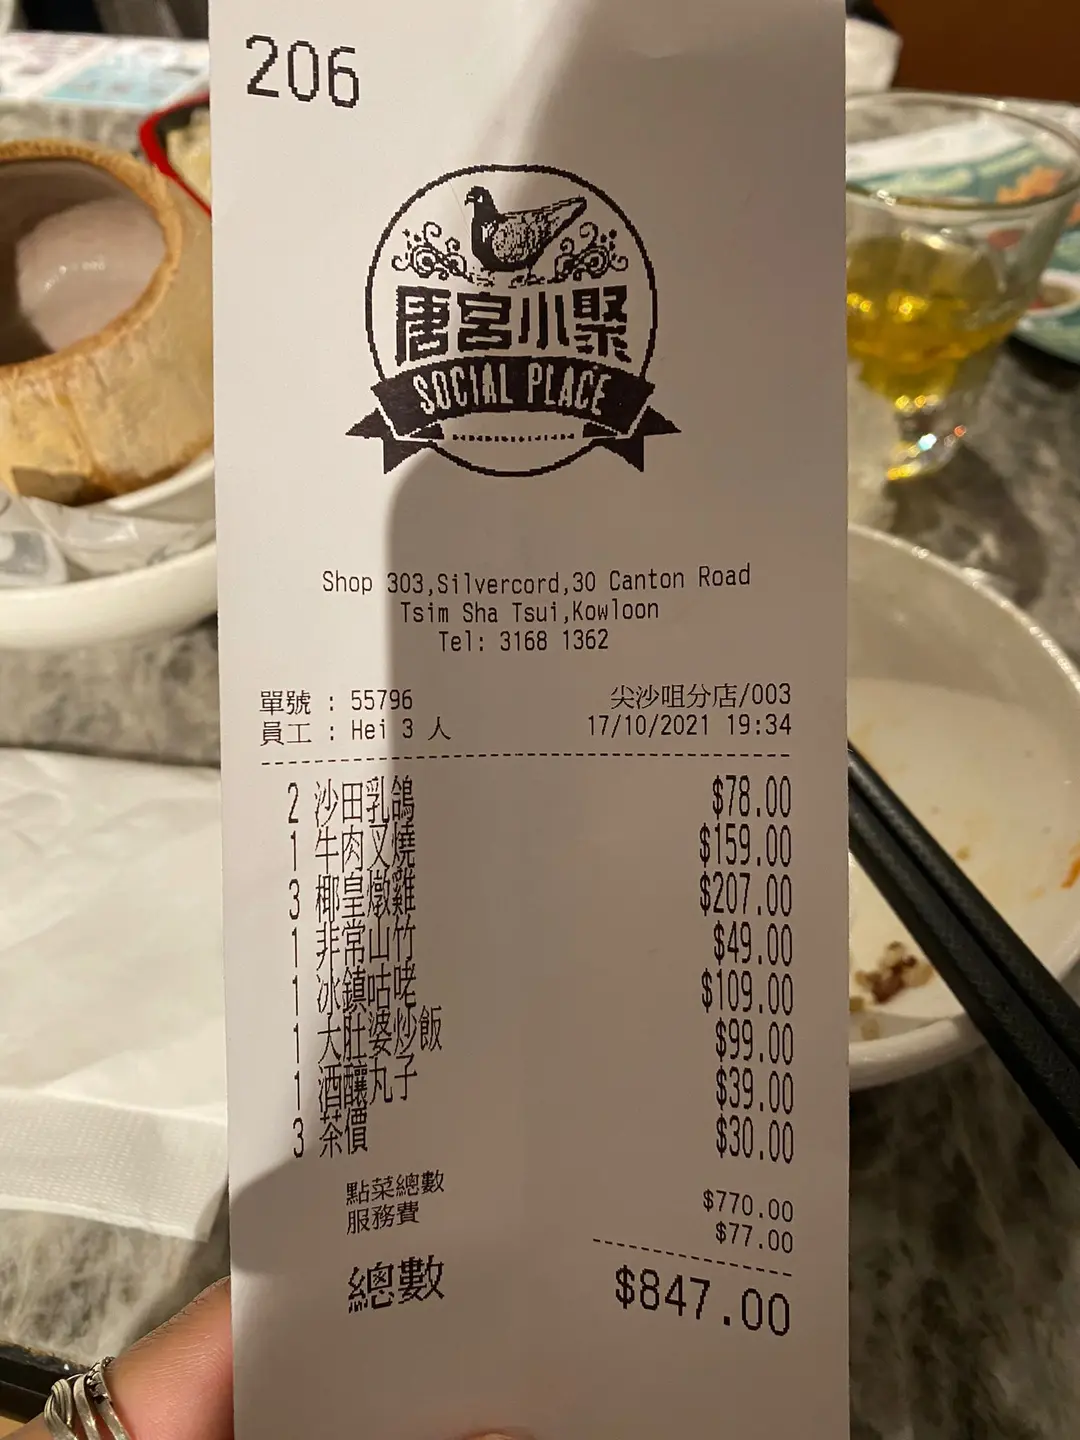 206
唐宮小聚
SOCIAL PLACE
Shop 303,Silvercord,30 Canton Road
Tsim Sha Tsui,Kowloon
Tel: 3168 1362
單號 : 55796 尖沙咀分店/003
員工 : Hei 3 人 17/10/2021 19:34
2 沙田乳鴿 $78.00
1 牛肉叉燒 $159.00
3 椰皇燉雞 $207.00
1 非常山竹 $49.00
1 冰鎮咕咾 $109.00
1 大肚婆炒飯 $99.00
1 酒釀丸子 $39.00
3 茶價 $30.00
點菜總數 $770.00
服務費 $77.00
總數 $847.00